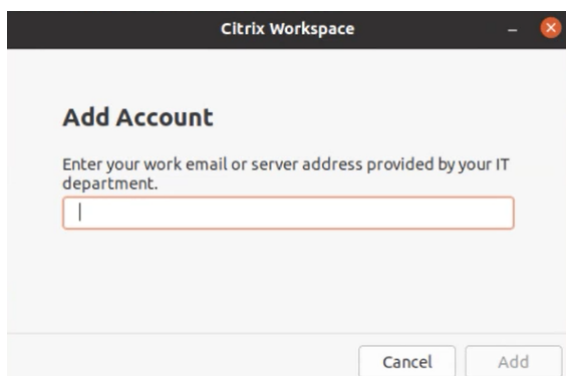 Citrix Workspace
Add Account
Enter your work email or server address provided by your IT
department.
Cancel
Add